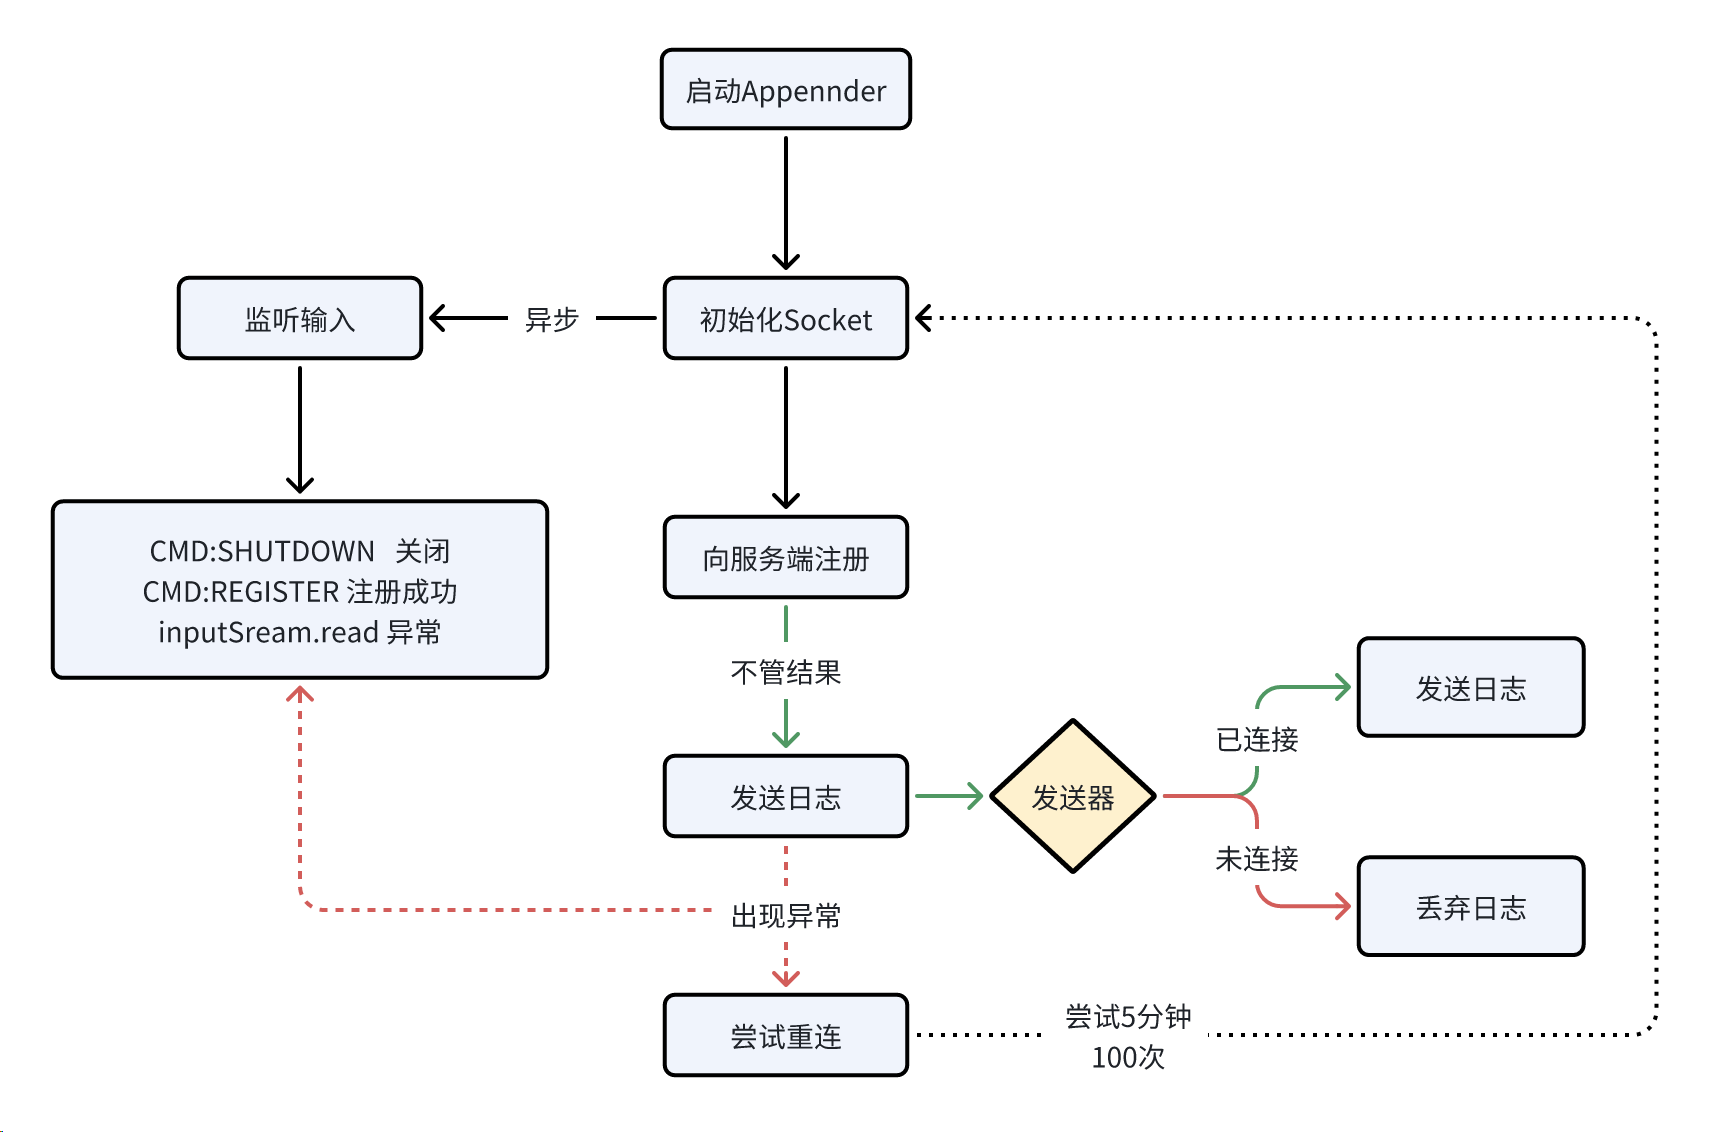 启动Appennder
监听输入
异步
初始化Socket
CMD:SHUTDOWN 关闭
CMD:REGISTER 注册成功
inputSream.read 异常
向服务端注册
不管结果
发送日志
发送器
已连接
发送日志
未连接
丢弃日志
出现异常
尝试重连
尝试5分钟
100次